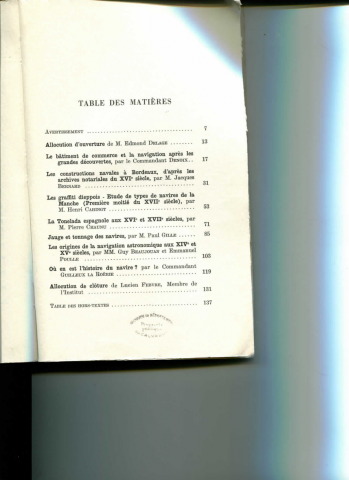 TABLE DES MATIÈRES
AVERTISSEMENT 7
Allocution d'ouverture de M. Edmond DELAGE 13
Le bâtiment de commerce et la navigation après les
grandes découvertes, par le Commandant DENOIX 17
Les constructions navales à Bordeaux, d'après les
archives notariales du XVIe siècle, par M. Jacques
BERNARD 31
Les graffiti dieppois - Etude de types de navires de la
Manche (Première moitié du XVIIe siècle), par
M. Henri CAHINGT 53
La Tonelada espagnole aux XVIe et XVIIe siècles, par
M. Pierre CHAUNU 71
Jauge et tonnage des navires, par M. Paul GILLE 85
Les origines de la navigation astronomique aux XIVe et
XVe siècles, par MM. Guy BEAUJOUAN et Emmanuel
POULLE 103
Où en est l'histoire du navire ? par le Commandant
GUILLEUX LA ROËRIE 119
Allocution de clôture de Lucien FEBVRE, Membre de
l'Institut 131
TABLE DES HORS-TEXTES 137